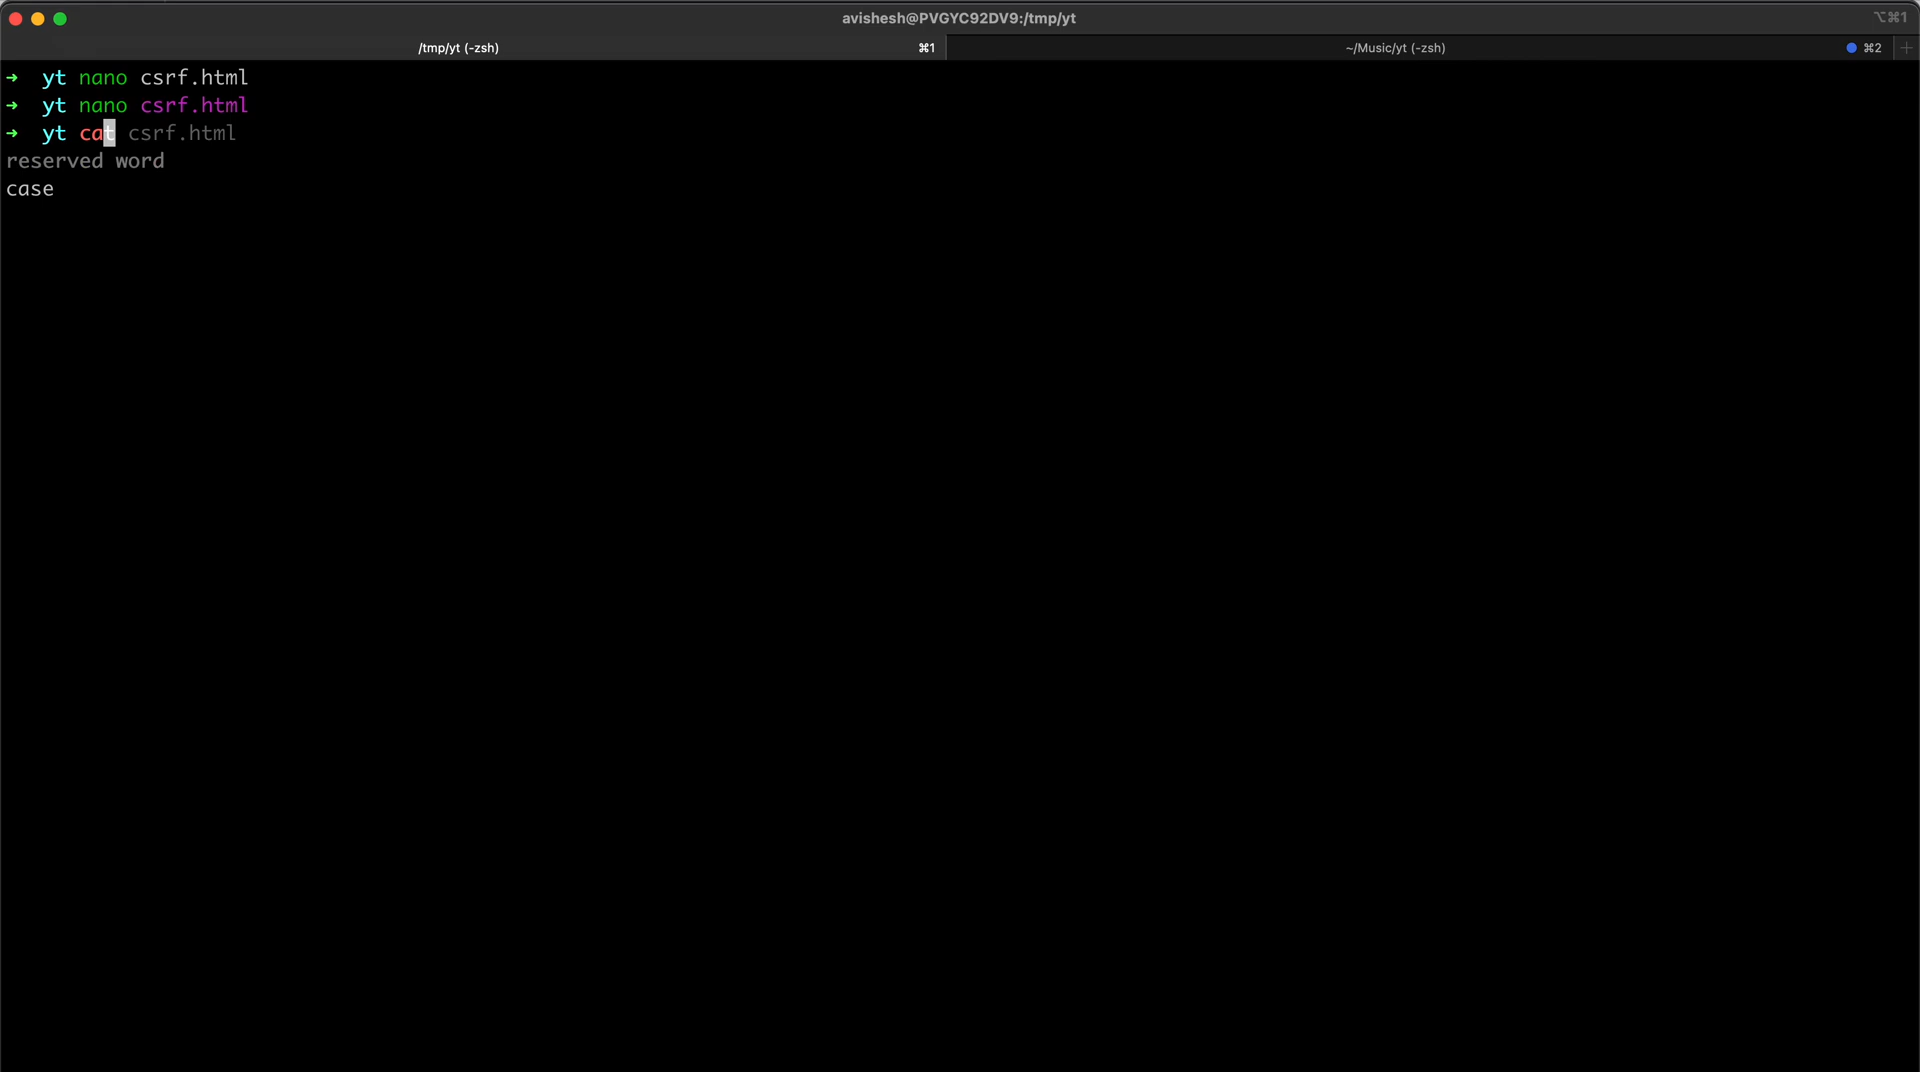 avishesh@PVGYC92DV9:/tmp/yt
⌥⌘1
/tmp/yt (-zsh)
⌘1
~/Music/yt (-zsh)
⌘2
➜ yt nano csrf.html
➜ yt nano csrf.html
➜ yt cat csrf.html
reserved word
case